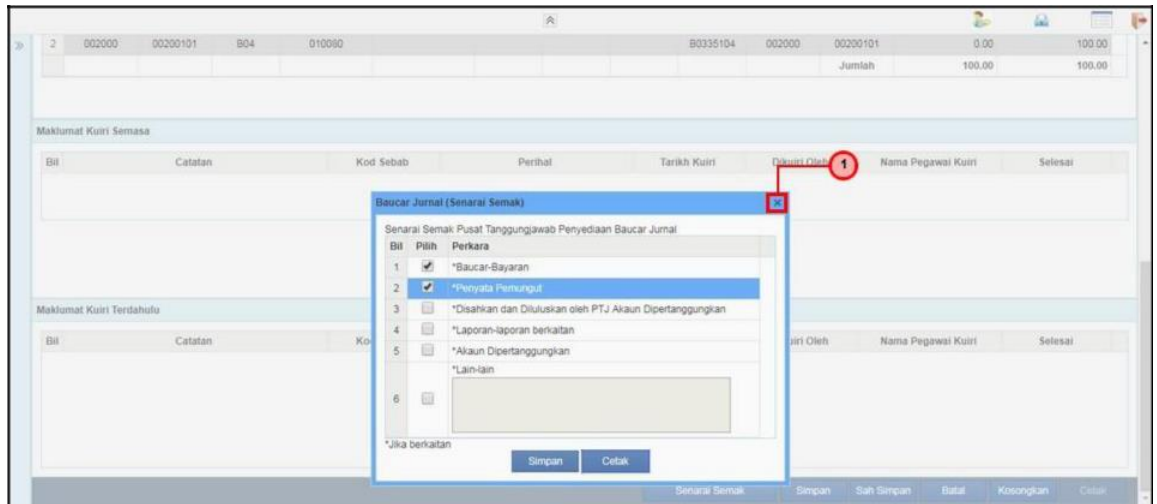 2 002000 00200101 B04 010080 B0335104 002000 00200101 0.00 100.00
Jumlah 100.00 100.00
Maklumat Kuiri Semasa
Bil Catatan Kod Sebab Perihal Tarikh Kuiri Dikuiri Oleh Nama Pegawai Kuiri Selesai
1
Baucar Jurnal (Senarai Semak)
Senarai Semak Pusat Tanggungjawab Penyediaan Baucar Jurnal
Bil Pilih Perkara
1 *Baucar-Bayaran
2 *Penyata Pemungut
3 *Disahkan dan Diluluskan oleh PTJ Akaun Dipertanggungkan
4 *Laporan-laporan berkaitan
5 *Akaun Dipertanggungkan
*Lain-lain
6
*Jika berkaitan
Simpan Cetak
Maklumat Kuiri Terdahulu
Bil Catatan Nama Pegawai Kuiri Selesai
Senarai Semak Simpan Sah Simpan Batal Kosongkan Cetak